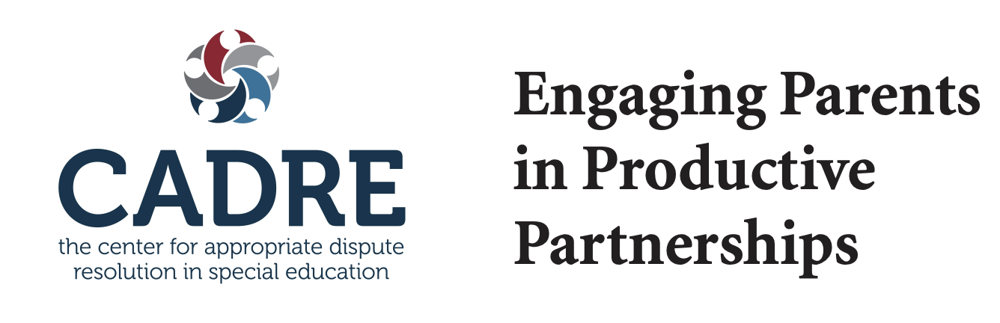 CADRE
the center for appropriate dispute
resolution in special education
Engaging Parents
in Productive
Partnerships